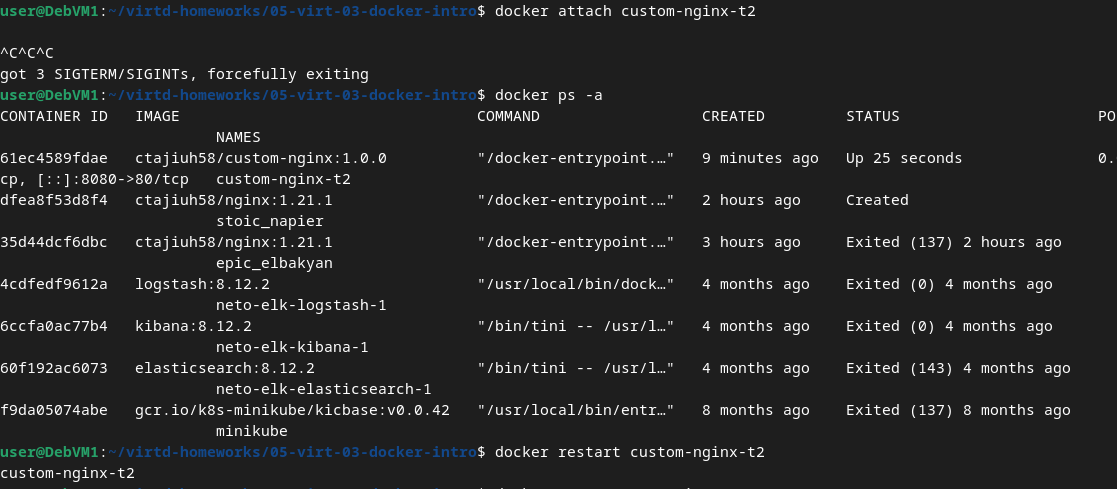 user@DebVM1:~/virtd-homeworks/05-virt-03-docker-intro$ docker attach custom-nginx-t2
^C^C^C
got 3 SIGTERM/SIGINTs, forcefully exiting
user@DebVM1:~/virtd-homeworks/05-virt-03-docker-intro$ docker ps -a
CONTAINER ID   IMAGE                                 COMMAND                  CREATED         STATUS                      PO
                        NAMES
61ec4589fdae   ctajiuh58/custom-nginx:1.0.0          "/docker-entrypoint.…"   9 minutes ago   Up 25 seconds               0.
cp, [::]:8080->80/tcp   custom-nginx-t2
dfea8f53d8f4   ctajiuh58/nginx:1.21.1                "/docker-entrypoint.…"   2 hours ago     Created
                        stoic_napier
35d44dcf6dbc   ctajiuh58/nginx:1.21.1                "/docker-entrypoint.…"   3 hours ago     Exited (137) 2 hours ago
                        epic_elbakyan
4cdfedf9612a   logstash:8.12.2                       "/usr/local/bin/dock…"   4 months ago    Exited (0) 4 months ago
                        neto-elk-logstash-1
6ccfa0ac77b4   kibana:8.12.2                         "/bin/tini -- /usr/l…"   4 months ago    Exited (0) 4 months ago
                        neto-elk-kibana-1
60f192ac6073   elasticsearch:8.12.2                  "/bin/tini -- /usr/l…"   4 months ago    Exited (143) 4 months ago
                        neto-elk-elasticsearch-1
f9da05074abe   gcr.io/k8s-minikube/kicbase:v0.0.42   "/usr/local/bin/entr…"   8 months ago    Exited (137) 8 months ago
                        minikube
user@DebVM1:~/virtd-homeworks/05-virt-03-docker-intro$ docker restart custom-nginx-t2
custom-nginx-t2